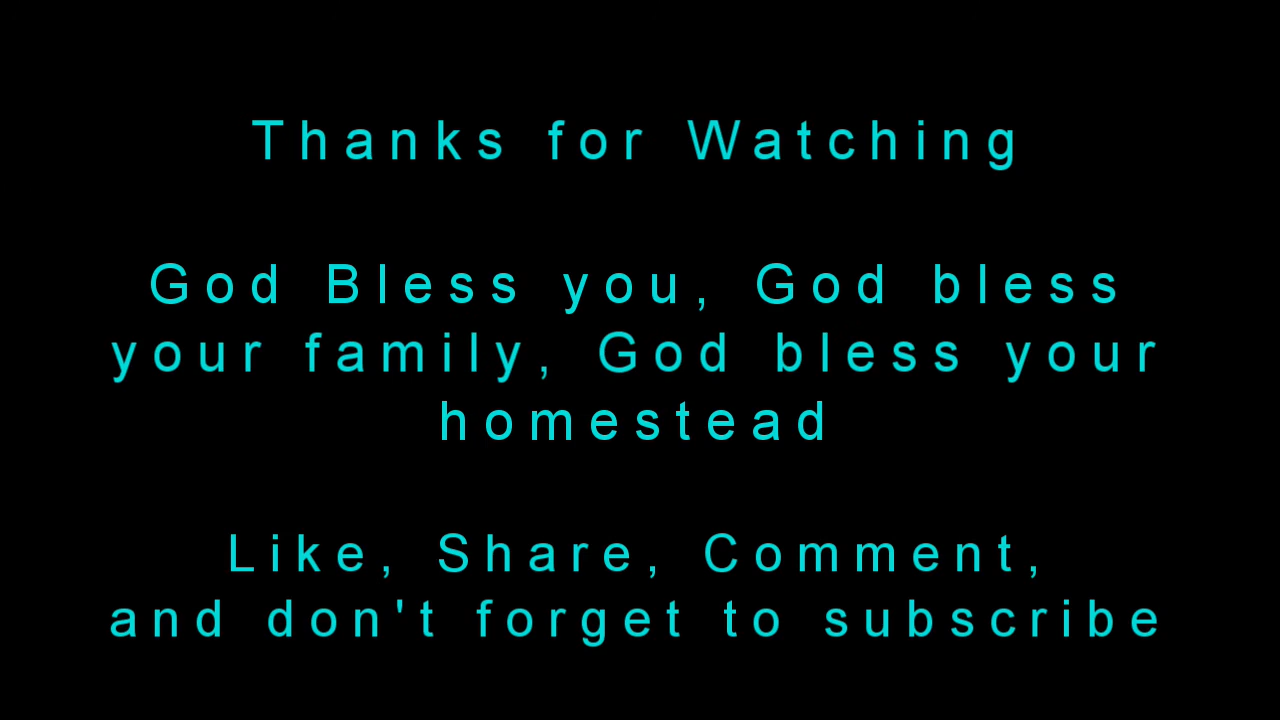 Thanks for Watching
God Bless you, God bless
your family, God bless your
homestead
Like, Share, Comment,
and don't forget to subscribe